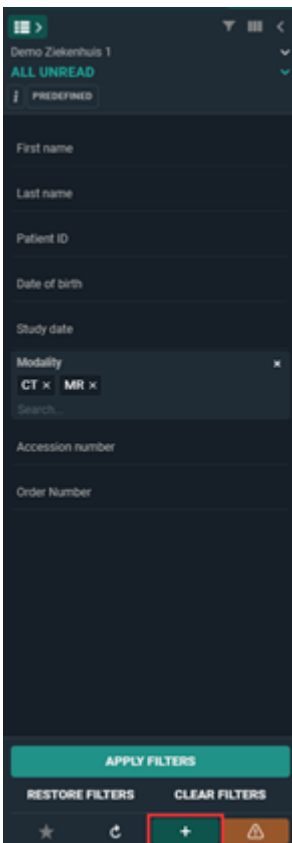 Demo Ziekenhuis 1
ALL UNREAD
i PREDEFINED
First name
Last name
Patient ID
Date of birth
Study date
Modality
CT × MR ×
Search...
Accession number
Order Number
APPLY FILTERS
RESTORE FILTERS CLEAR FILTERS